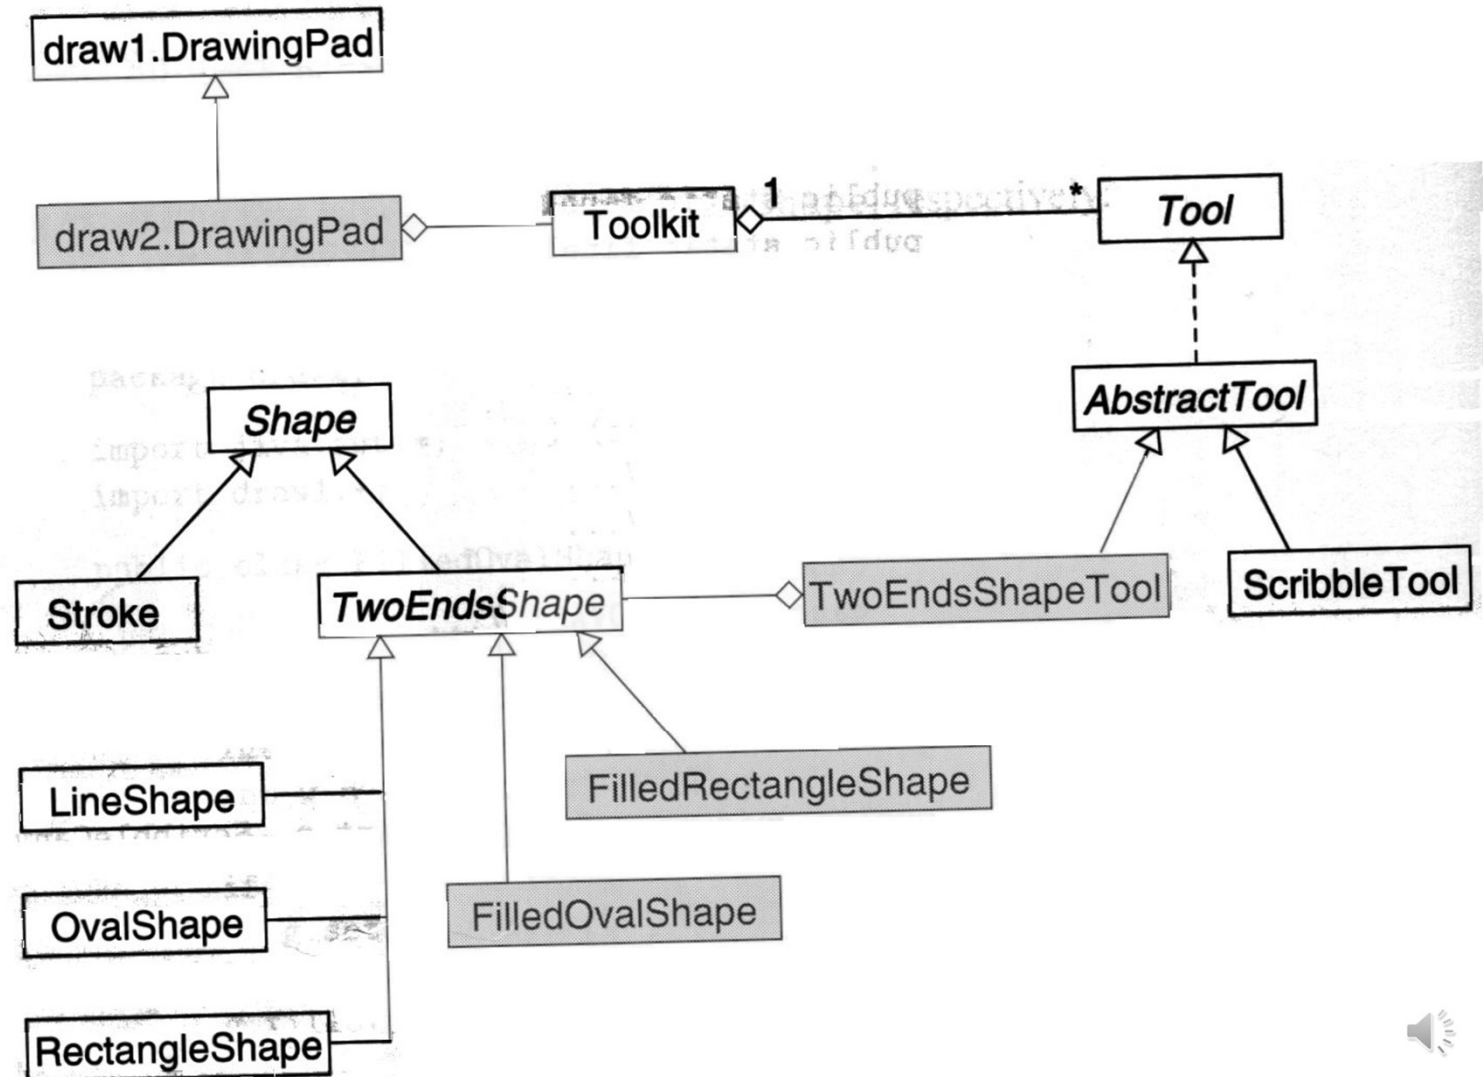 draw1.DrawingPad
draw2.DrawingPad
Toolkit
1
*
Tool
Shape
AbstractTool
Stroke
TwoEndsShape
TwoEndsShapeTool
ScribbleTool
LineShape
FilledRectangleShape
OvalShape
FilledOvalShape
RectangleShape